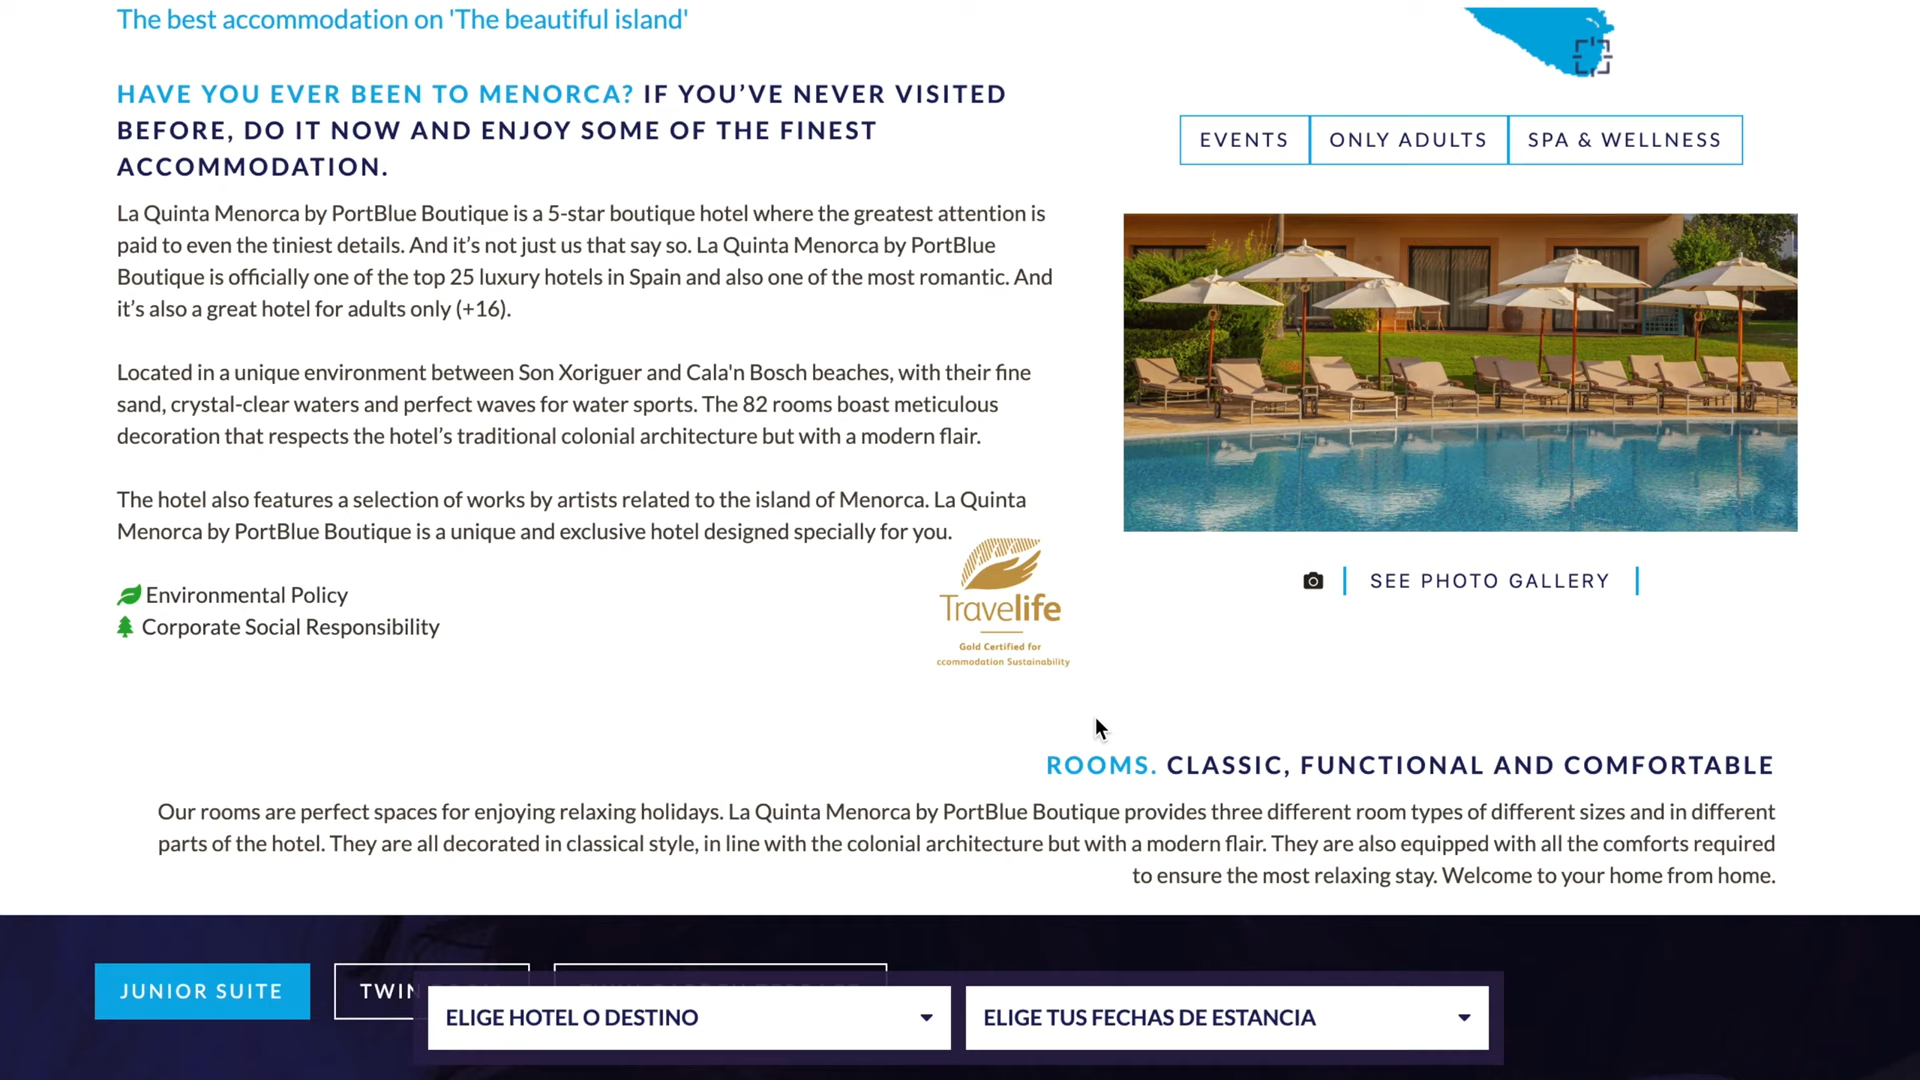 The best accommodation on 'The beautiful island'
HAVE YOU EVER BEEN TO MENORCA? IF YOU’VE NEVER VISITED
BEFORE, DO IT NOW AND ENJOY SOME OF THE FINEST
ACCOMMODATION.
La Quinta Menorca by PortBlue Boutique is a 5-star boutique hotel where the greatest attention is
paid to even the tiniest details. And it’s not just us that say so. La Quinta Menorca by PortBlue
Boutique is officially one of the top 25 luxury hotels in Spain and also one of the most romantic. And
it’s also a great hotel for adults only (+16).
Located in a unique environment between Son Xoriguer and Cala'n Bosch beaches, with their fine
sand, crystal-clear waters and perfect waves for water sports. The 82 rooms boast meticulous
decoration that respects the hotel’s traditional colonial architecture but with a modern flair.
The hotel also features a selection of works by artists related to the island of Menorca. La Quinta
Menorca by PortBlue Boutique is a unique and exclusive hotel designed specially for you.
Environmental Policy
Corporate Social Responsibility
Travelife
Gold Certified for
ccommodation Sustainability
EVENTS
ONLY ADULTS
SPA & WELLNESS
SEE PHOTO GALLERY
ROOMS. CLASSIC, FUNCTIONAL AND COMFORTABLE
Our rooms are perfect spaces for enjoying relaxing holidays. La Quinta Menorca by PortBlue Boutique provides three different room types of different sizes and in different
parts of the hotel. They are all decorated in classical style, in line with the colonial architecture but with a modern flair. They are also equipped with all the comforts required
to ensure the most relaxing stay. Welcome to your home from home.
JUNIOR SUITE
TWIN
ELIGE HOTEL O DESTINO
ELIGE TUS FECHAS DE ESTANCIA